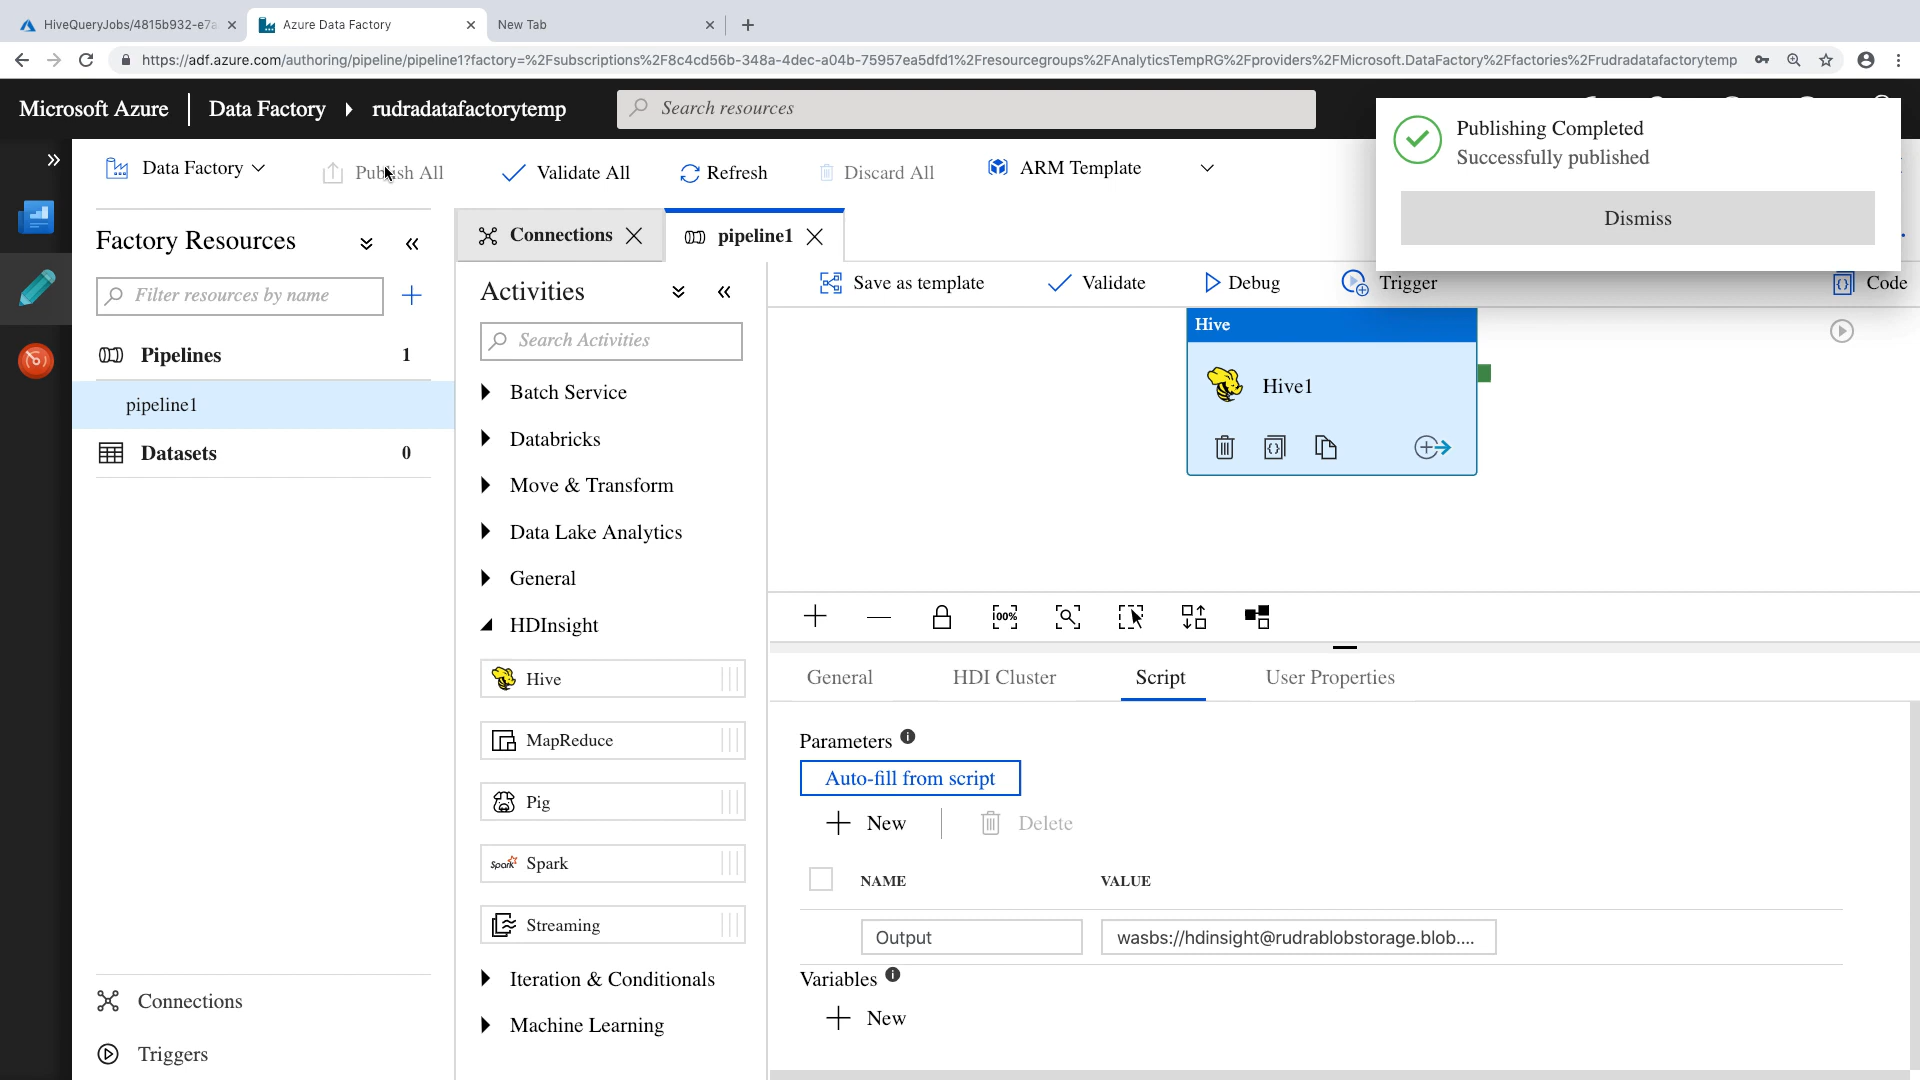 HiveQueryJobs/4815b932-e7a
Azure Data Factory
New Tab
https://adf.azure.com/authoring/pipeline/pipeline1?factory=%2Fsubscriptions%2F8c4cd56b-348a-4dec-a04b-75957ea5dfd1%2Fresourcegroups%2FAnalyticsTempRG%2Fproviders%2FMicrosoft.DataFactory%2Ffactories%2Frudradatafactorytemp
Microsoft Azure
Data Factory
rudradatafactorytemp
Search resources
Publishing Completed
Successfully published
Dismiss
Data Factory
Publish All
Validate All
Refresh
Discard All
ARM Template
Factory Resources
Filter resources by name
Pipelines 1
pipeline1
Datasets 0
Connections
Triggers
Connections
pipeline1
Activities
Search Activities
Batch Service
Databricks
Move & Transform
Data Lake Analytics
General
HDInsight
Hive
MapReduce
Pig
Spark
Spark
Streaming
Iteration & Conditionals
Machine Learning
Save as template
Validate
Debug
Trigger
Code
Hive
Hive1
100%
General
HDI Cluster
Script
User Properties
Parameters
Auto-fill from script
New
Delete
NAME
VALUE
Output
wasbs://hdinsight@rudrablobstorage.blob....
Variables
New